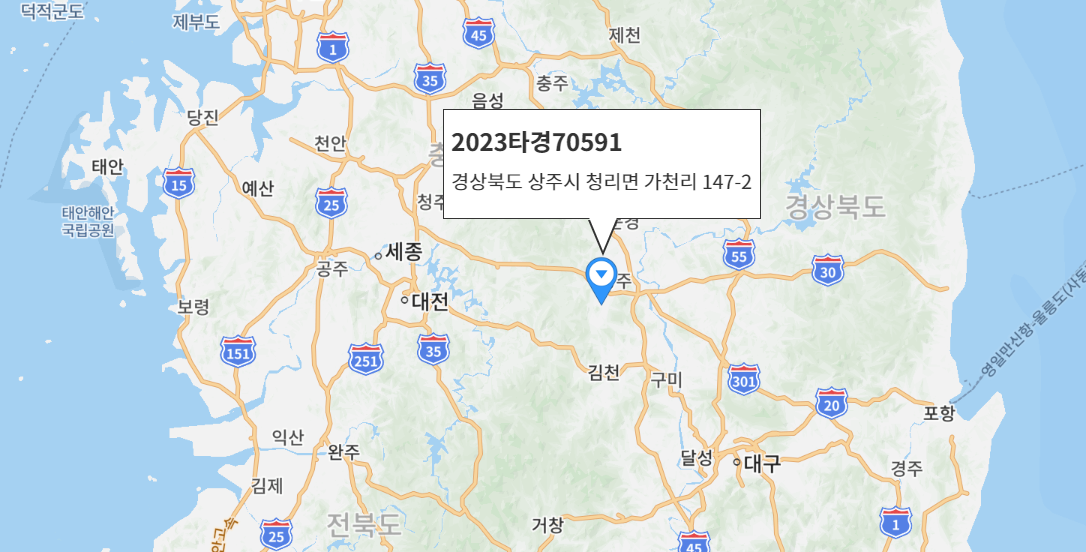 덕적군도
제부도
45
제천
1
35
충주
음성
당진
천안
태안
15
예산
25
청주
태안해안
국립공원
2023타경70591
경상북도 상주시 청리면 가천리 147-2
경상북도
세종
공주
55
30
대전
보령
151
251
35
영일만신항-울릉도(사동
김천
구미
301
20
포항
익산
완주
달성
대구
경주
김제
전북도
거창
25
45
1